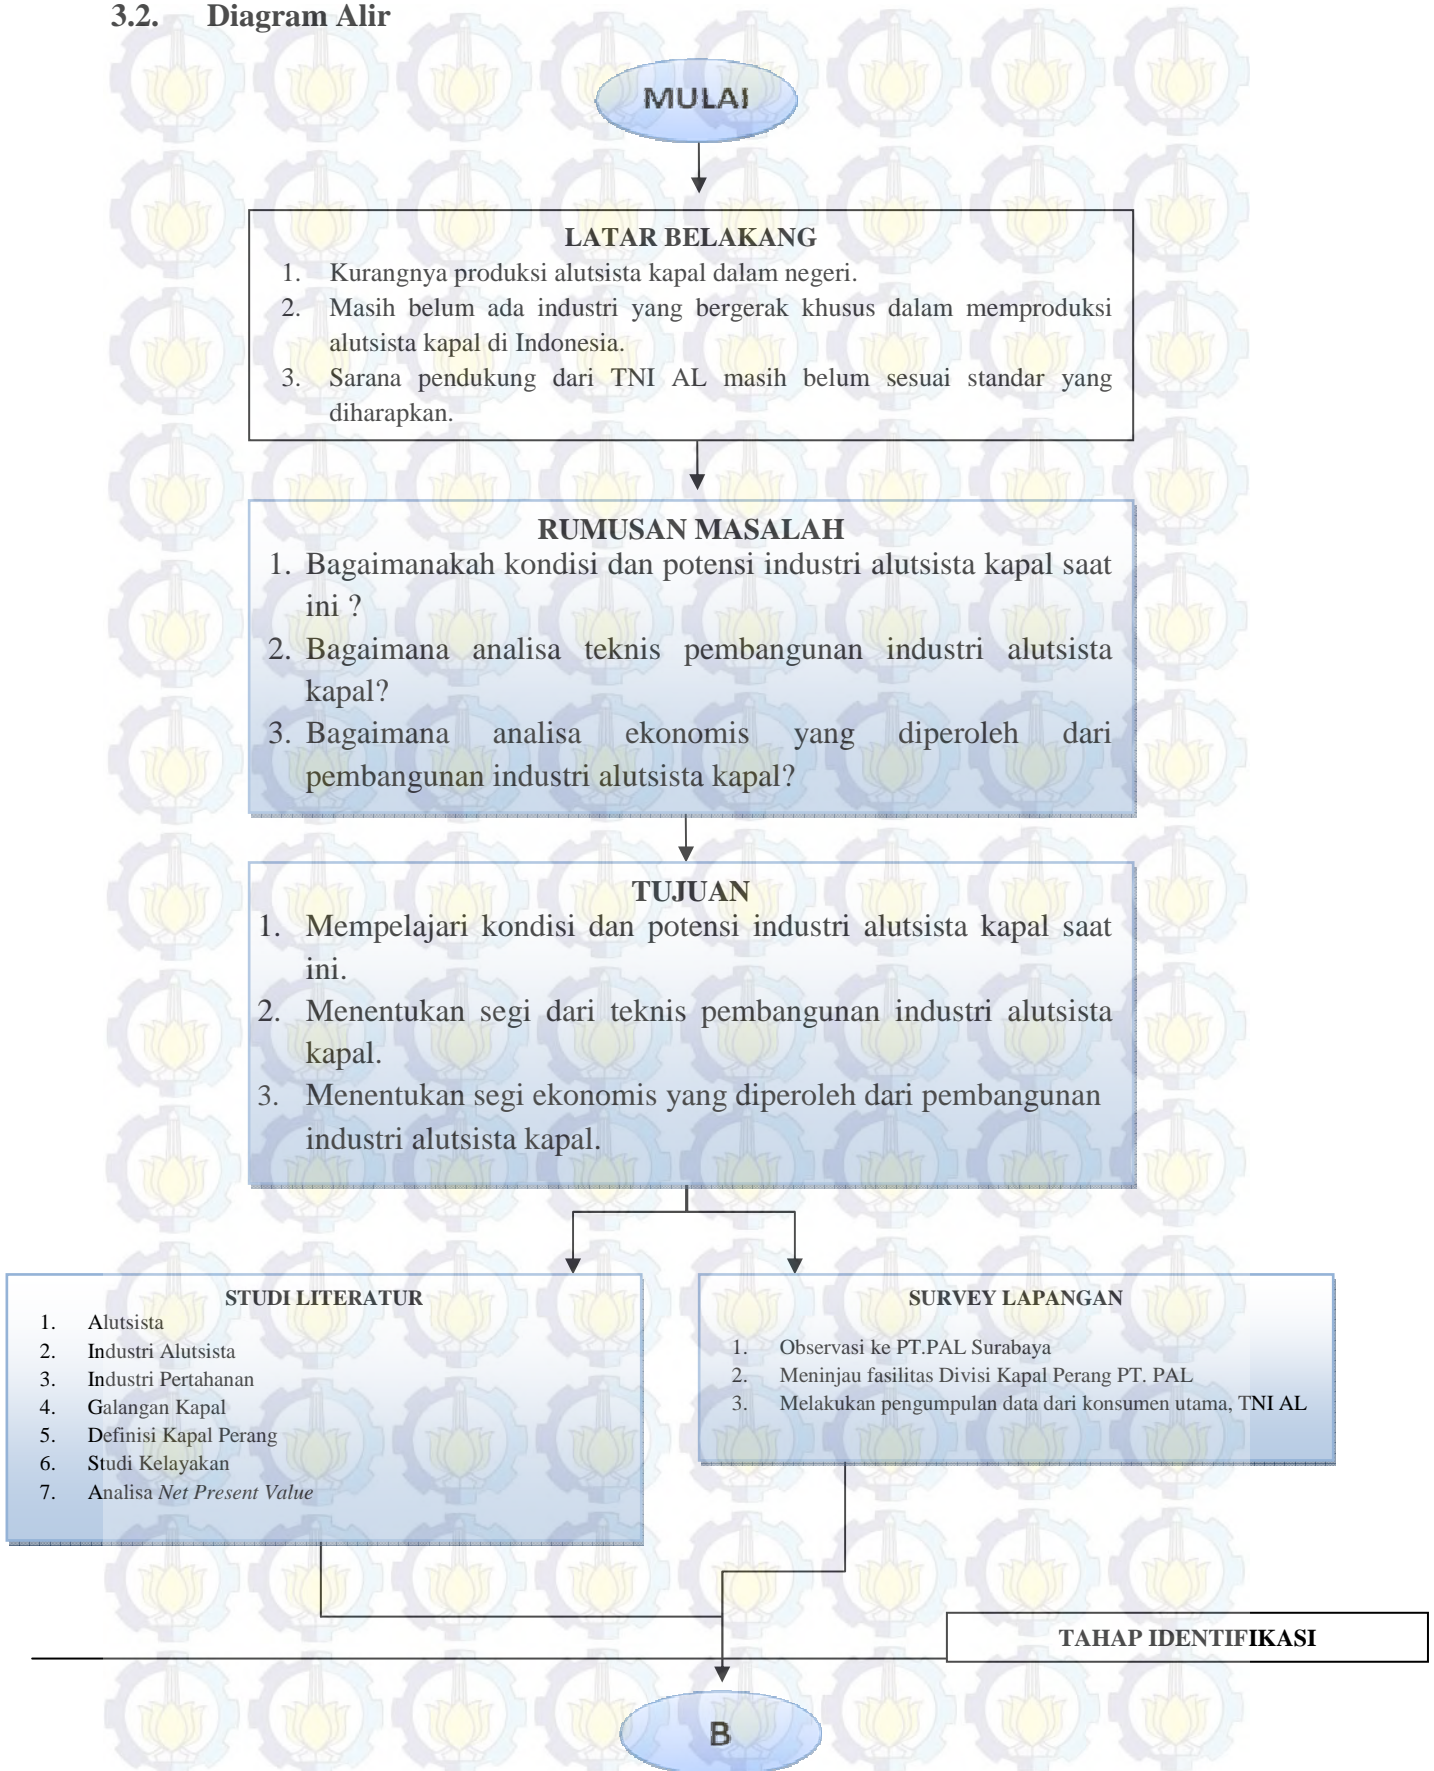 3.2. Diagram Alir
MULAI
LATAR BELAKANG
1. Kurangnya produksi alutsista kapal dalam negeri.
2. Masih belum ada industri yang bergerak khusus dalam memproduksi
alutsista kapal di Indonesia.
3. Sarana pendukung dari TNI AL masih belum sesuai standar yang
diharapkan.
RUMUSAN MASALAH
1. Bagaimanakah kondisi dan potensi industri alutsista kapal saat
ini ?
2. Bagaimana analisa teknis pembangunan industri alutsista
kapal?
3. Bagaimana analisa ekonomis yang diperoleh dari
pembangunan industri alutsista kapal?
TUJUAN
1. Mempelajari kondisi dan potensi industri alutsista kapal saat
ini.
2. Menentukan segi dari teknis pembangunan industri alutsista
kapal.
3. Menentukan segi ekonomis yang diperoleh dari pembangunan
industri alutsista kapal.
STUDI LITERATUR
1. Alutsista
2. Industri Alutsista
3. Industri Pertahanan
4. Galangan Kapal
5. Definisi Kapal Perang
6. Studi Kelayakan
7. Analisa Net Present Value
SURVEY LAPANGAN
1. Observasi ke PT.PAL Surabaya
2. Meninjau fasilitas Divisi Kapal Perang PT. PAL
3. Melakukan pengumpulan data dari konsumen utama, TNI AL
TAHAP IDENTIFIKASI
B